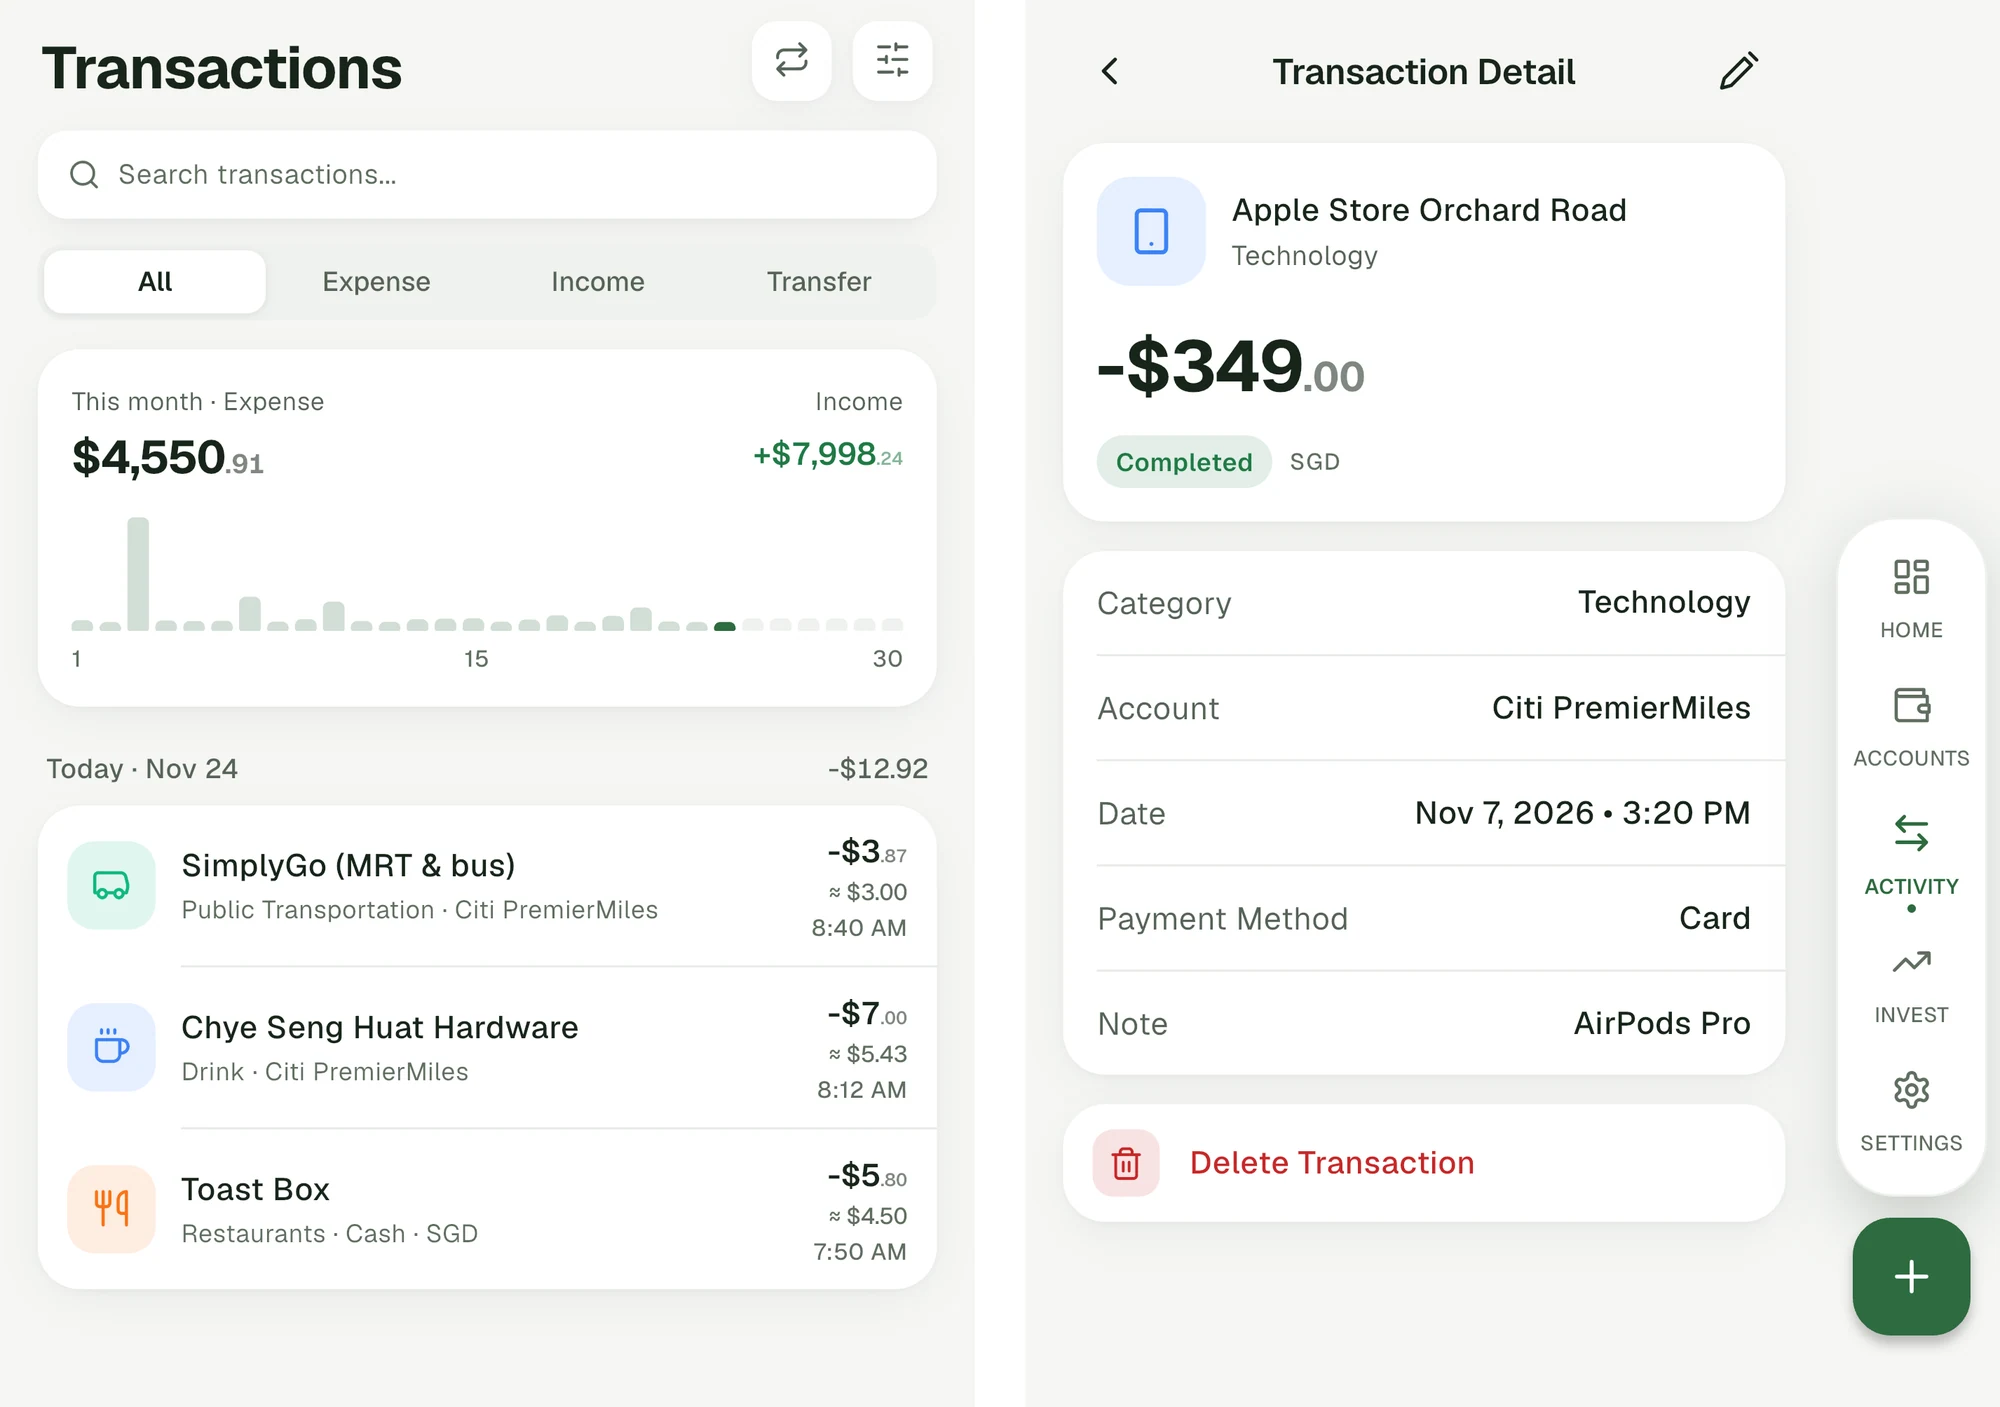 Transactions
Search transactions...
All
Expense
Income
Transfer
This month · Expense
Income
$4,550.91
+$7,998.24
1
15
30
Today · Nov 24
-$12.92
SimplyGo (MRT & bus)
Public Transportation · Citi PremierMiles
-$3.87
≈ $3.00
8:40 AM
Chye Seng Huat Hardware
Drink · Citi PremierMiles
-$7.00
≈ $5.43
8:12 AM
Toast Box
Restaurants · Cash · SGD
-$5.80
≈ $4.50
7:50 AM
Transaction Detail
Apple Store Orchard Road
Technology
-$349.00
Completed
SGD
Category
Technology
Account
Citi PremierMiles
Date
Nov 7, 2026 • 3:20 PM
Payment Method
Card
Note
AirPods Pro
Delete Transaction
HOME
ACCOUNTS
ACTIVITY
INVEST
SETTINGS